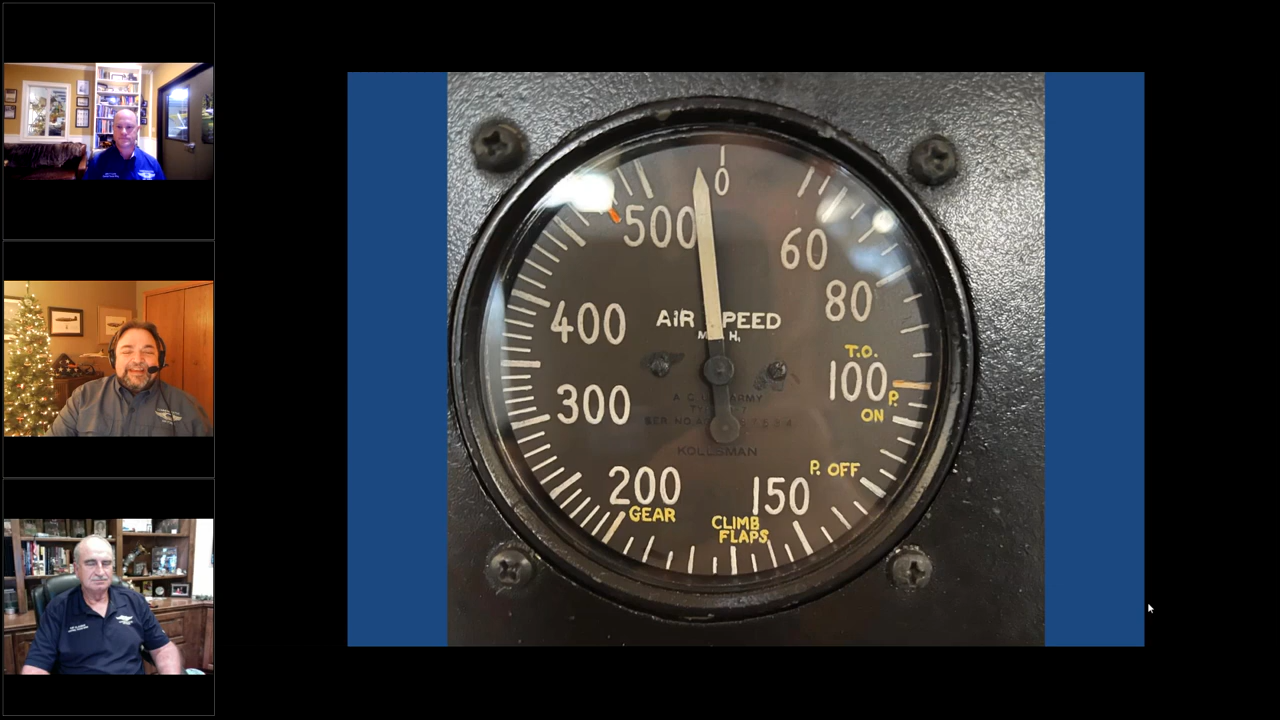 0
500
60
80
400
AIR SPEED
T.O.
100
P.
ON
300
KOLLSMAN
P. OFF
200
150
GEAR
CLIMB
FLAPS